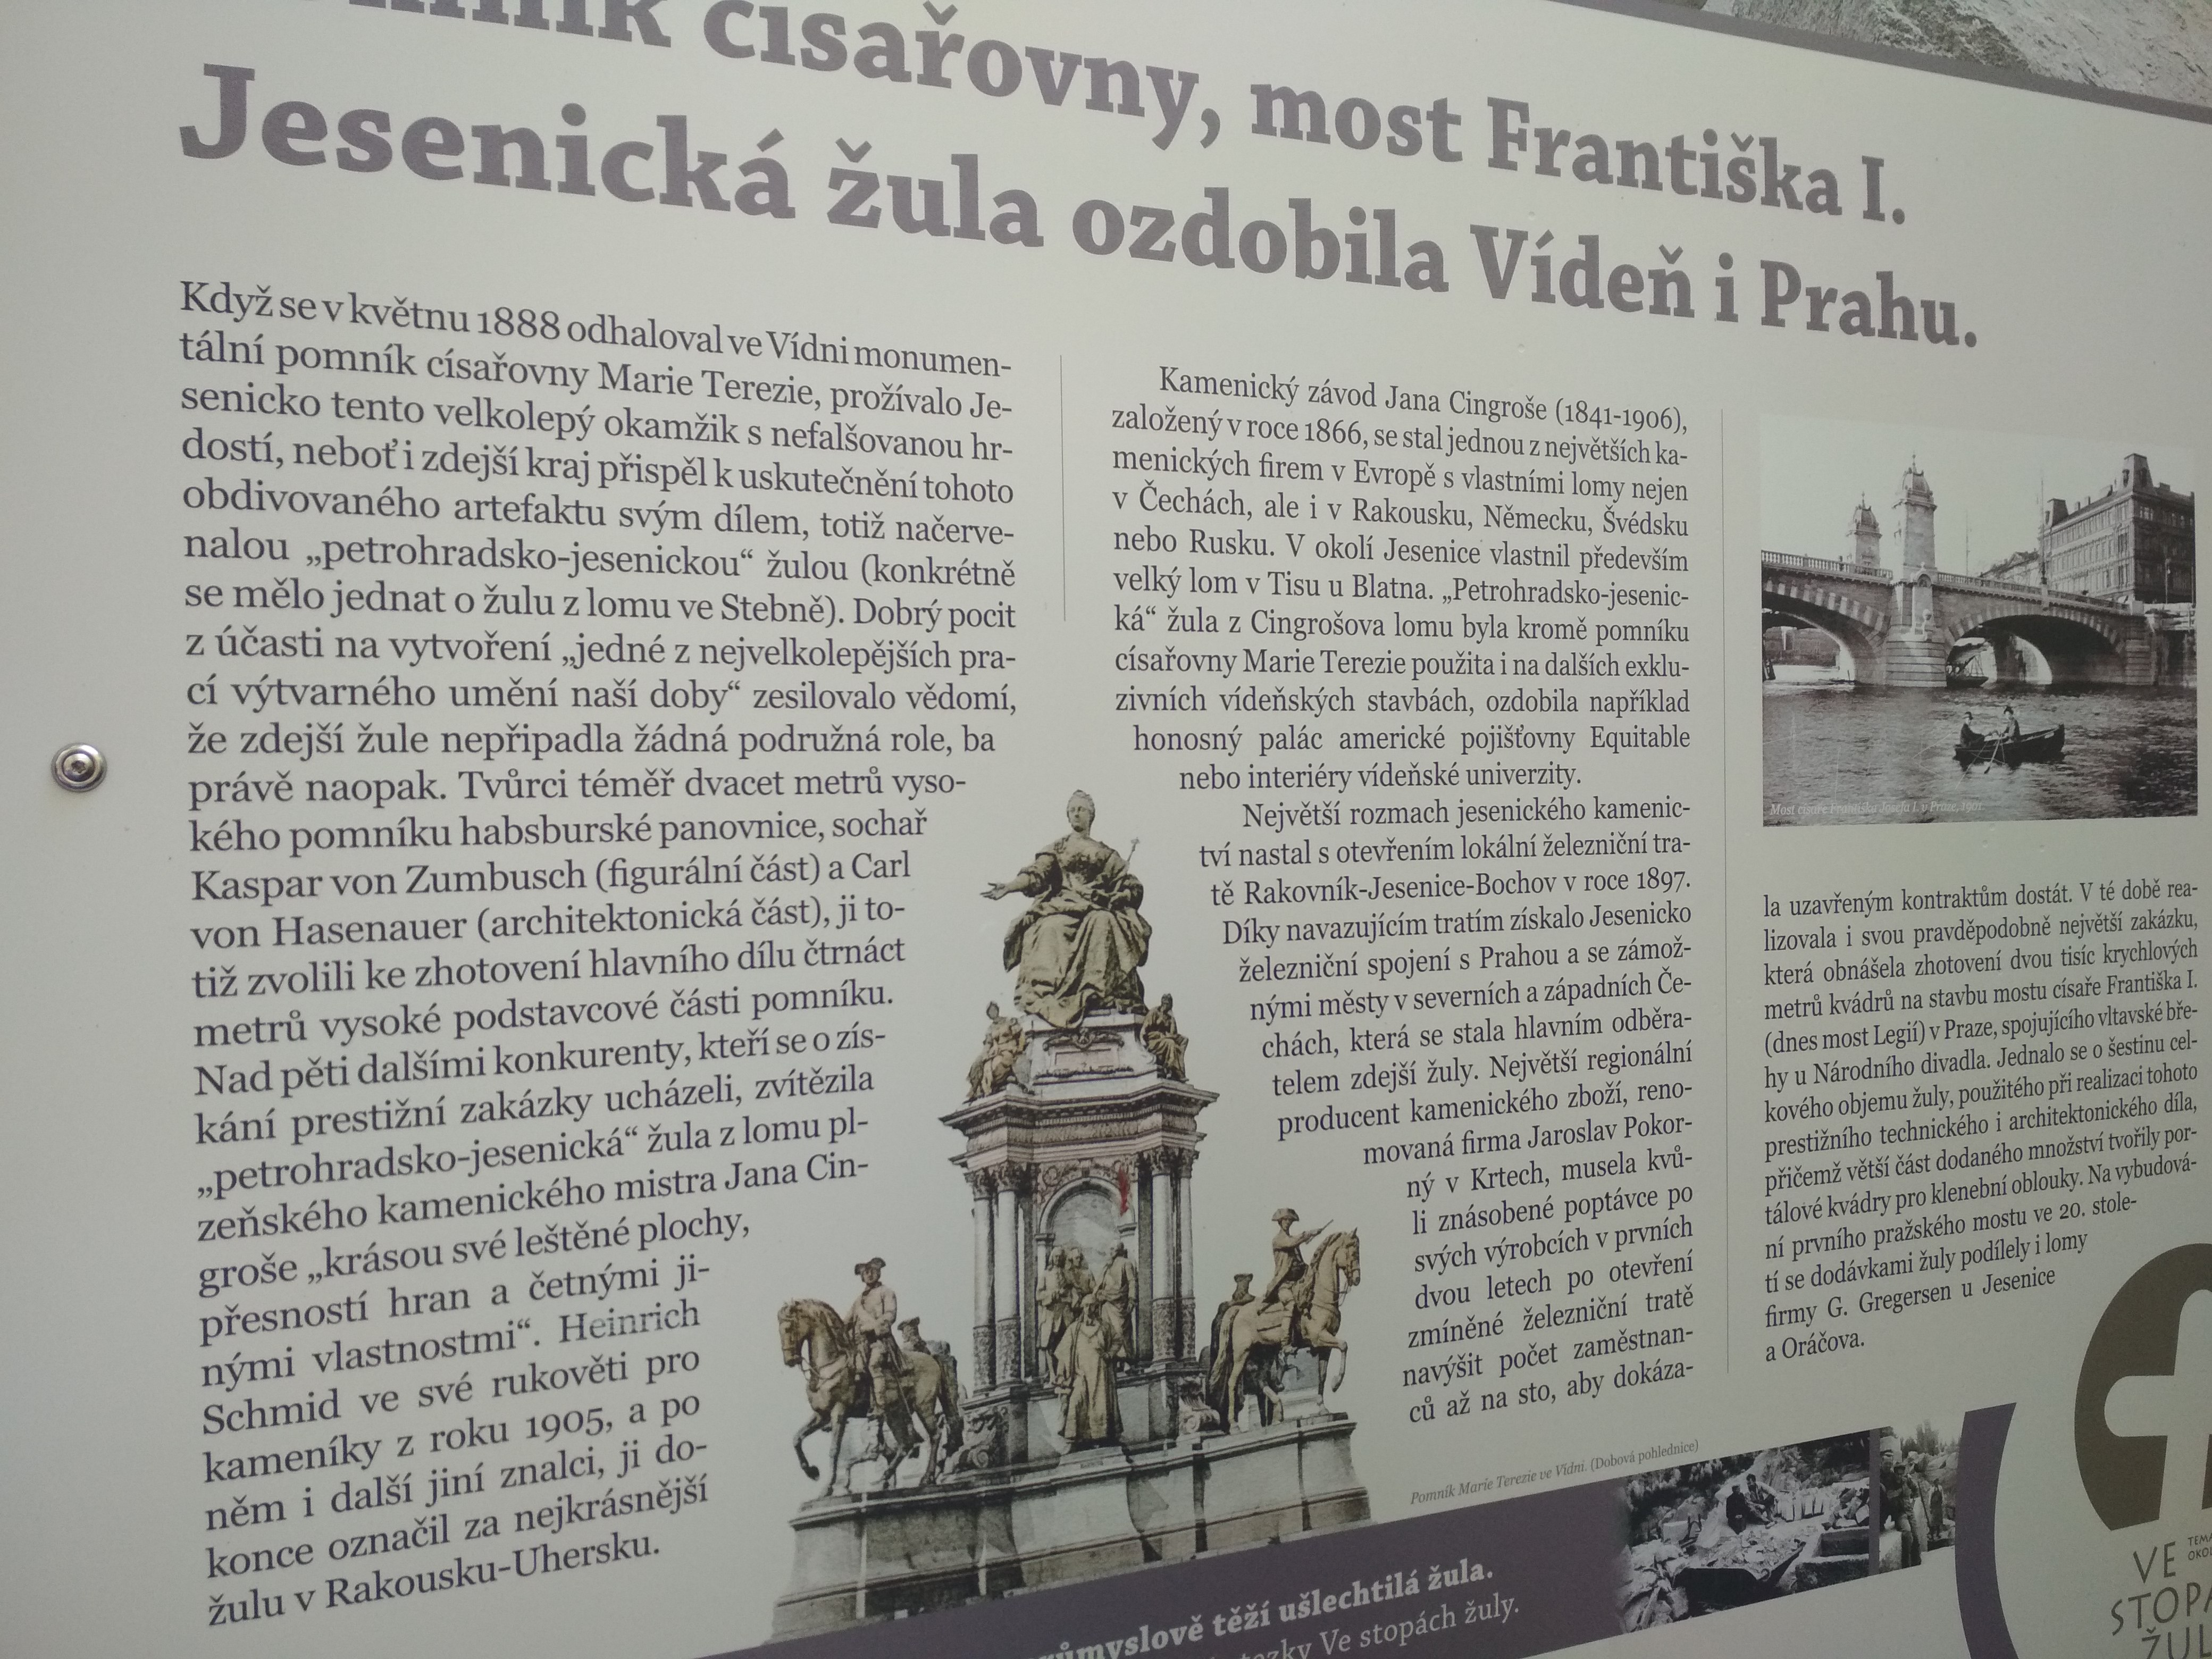 císařovny, most Františka I.
Jesenická žula ozdobila Vídeň i Prahu.
Když se v květnu 1888 odhaloval ve Vídni monumen-
tální pomník císařovny Marie Terezie, prožívalo Je-
senicko tento velkolepý okamžik s nefalšovanou hr-
dostí, neboť i zdejší kraj přispěl k uskutečnění tohoto
obdivovaného artefaktu svým dílem, totiž načerve-
nalou „petrohradsko-jesenickou“ žulou (konkrétně
se mělo jednat o žulu z lomu ve Stebně). Dobrý pocit
z účasti na vytvoření „jedné z nejvelkolepějších pra-
cí výtvarného umění naší doby“ zesilovalo vědomí,
že zdejší žule nepřipadla žádná podružná role, ba
právě naopak. Tvůrci téměř dvacet metrů vyso-
kého pomníku habsburské panovnice, sochař
Kaspar von Zumbusch (figurální část) a Carl
von Hasenauer (architektonická část), ji to-
tiž zvolili ke zhotovení hlavního dílu čtrnáct
metrů vysoké podstavcové části pomníku.
Nad pěti dalšími konkurenty, kteří se o zís-
kání prestižní zakázky ucházeli, zvítězila
„petrohradsko-jesenická“ žula z lomu pl-
zeňského kamenického mistra Jana Cin-
groše „krásou své leštěné plochy,
přesností hran a četnými ji-
nými vlastnostmi“. Heinrich
Schmid ve své rukověti pro
kameníky z roku 1905, a po
něm i další jiní znalci, ji do-
konce označil za nejkrásnější
žulu v Rakousku-Uhersku.
Kamenický závod Jana Cingroše (1841-1906),
založený v roce 1866, se stal jednou z největších ka-
menických firem v Evropě s vlastními lomy nejen
v Čechách, ale i v Rakousku, Německu, Švédsku
nebo Rusku. V okolí Jesenice vlastnil především
velký lom v Tisu u Blatna. „Petrohradsko-jesenic-
ká“ žula z Cingrošova lomu byla kromě pomníku
císařovny Marie Terezie použita i na dalších exklu-
zivních vídeňských stavbách, ozdobila například
honosný palác americké pojišťovny Equitable
nebo interiéry vídeňské univerzity.
Největší rozmach jesenického kamenic-
tví nastal s otevřením lokální železniční tra-
tě Rakovník-Jesenice-Bochov v roce 1897.
Díky navazujícím tratím získalo Jesenicko
železniční spojení s Prahou a se zámož-
nými městy v severních a západních Če-
chách, která se stala hlavním odběra-
telem zdejší žuly. Největší regionální
producent kamenického zboží, reno-
movaná firma Jaroslav Pokor-
ný v Krtech, musela kvů-
li znásobené poptávce po
svých výrobcích v prvních
dvou letech po otevření
zmíněné železniční tratě
navýšit počet zaměstnan-
ců až na sto, aby dokáza-
Pomník Marie Terezie ve Vídni. (Dobová pohlednice)
Most císaře Františka Josefa I. v Praze, 1901
la uzavřeným kontraktům dostát. V té době rea-
lizovala i svou pravděpodobně největší zakázku,
která obnášela zhotovení dvou tisíc krychlových
metrů kvádrů na stavbu mostu císaře Františka I.
(dnes most Legií) v Praze, spojujícího vltavské bře-
hy u Národního divadla. Jednalo se o šestinu cel-
kového objemu žuly, použitého při realizaci tohoto
prestižního technického i architektonického díla,
přičemž větší část dodaného množství tvořily por-
tálové kvádry pro klenební oblouky. Na vybudová-
ní prvního pražského mostu ve 20. stole-
tí se dodávkami žuly podílely i lomy
firmy G. Gregersen u Jesenice
a Oráčova.
těží ušlechtilá žula.
Ve stopách žuly.
VE